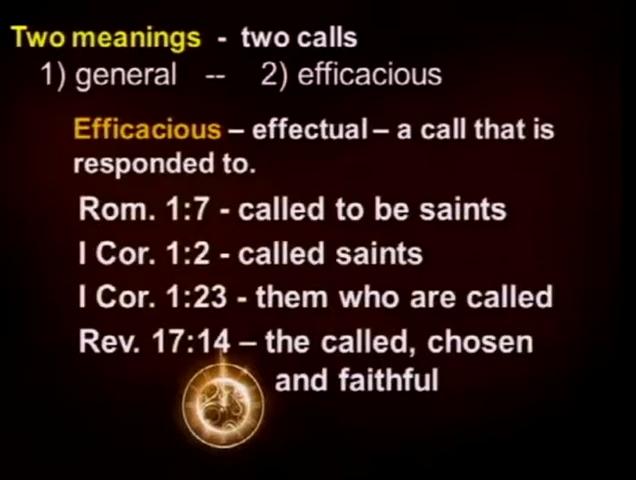 Two meanings - two calls
1) general -- 2) efficacious
Efficacious – effectual – a call that is
responded to.
Rom. 1:7 - called to be saints
I Cor. 1:2 - called saints
I Cor. 1:23 - them who are called
Rev. 17:14 – the called, chosen
and faithful